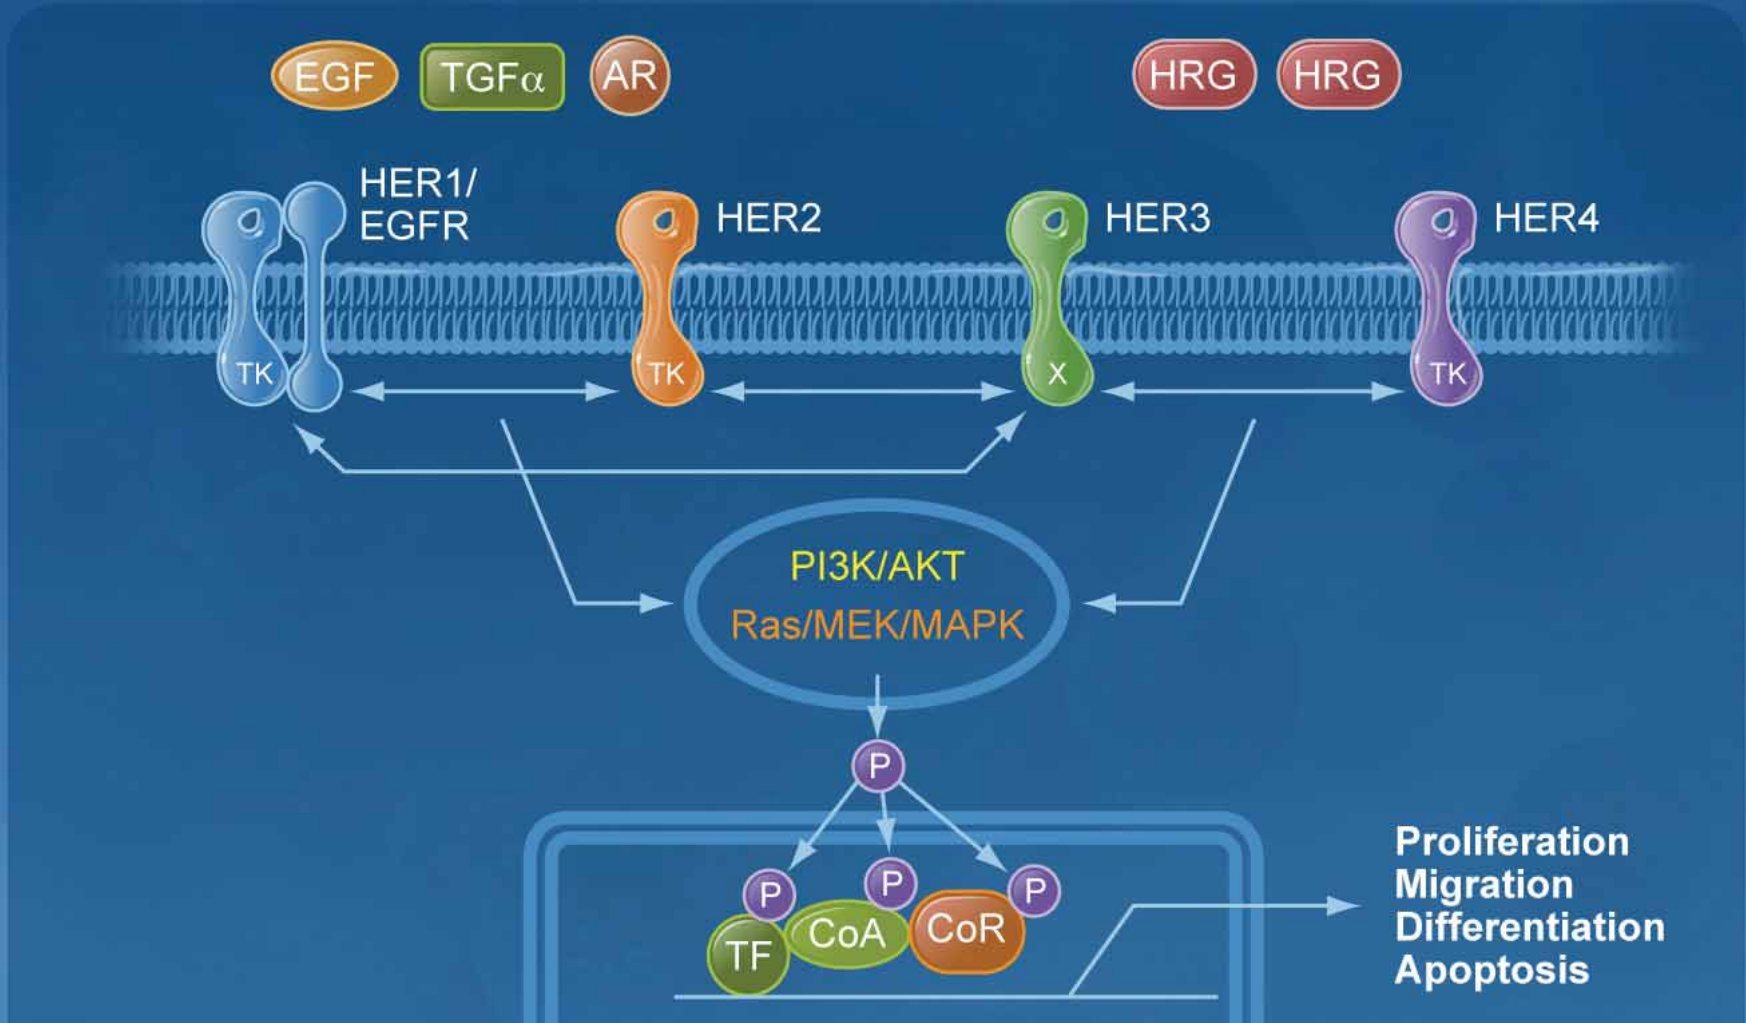 EGF
TGFα
AR
HRG
HRG
HER1/
EGFR
HER2
HER3
HER4
TK
TK
X
TK
PI3K/AKT
Ras/MEK/MAPK
P
P
P
P
TF
CoA
CoR
Proliferation
Migration
Differentiation
Apoptosis